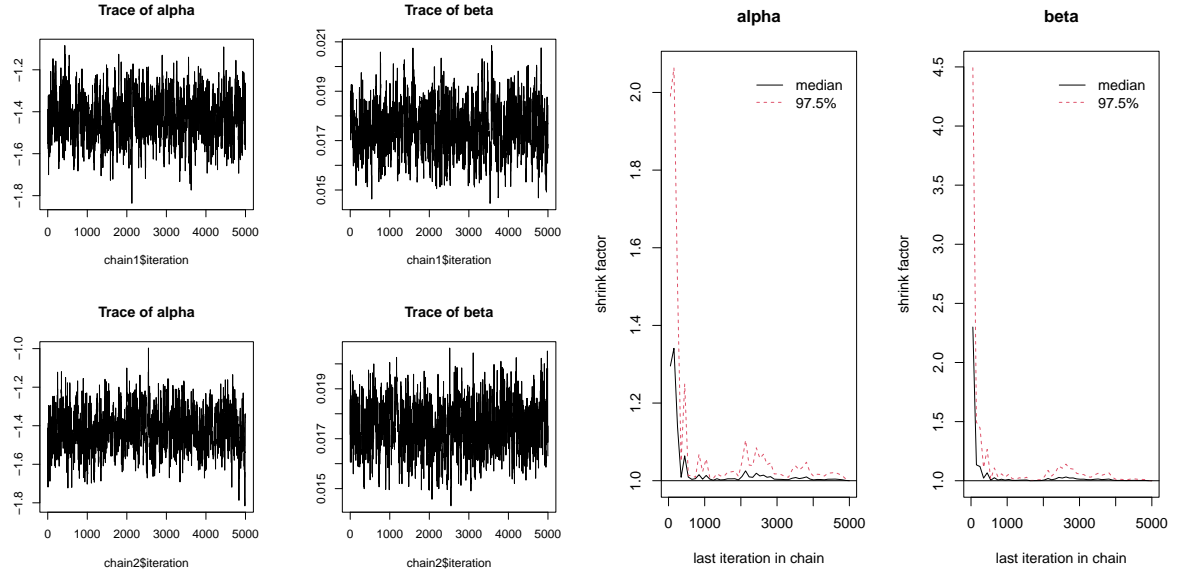 Trace of alpha
−1.2
−1.4
−1.6
−1.8
0 1000 2000 3000 4000 5000
chain1$iteration
Trace of beta
0.021
0.019
0.017
0.015
0 1000 2000 3000 4000 5000
chain1$iteration
Trace of alpha
−1.0
−1.2
−1.4
−1.6
−1.8
0 1000 2000 3000 4000 5000
chain2$iteration
Trace of beta
0.019
0.017
0.015
0 1000 2000 3000 4000 5000
chain2$iteration
alpha
median
97.5%
shrink factor
2.0
1.8
1.6
1.4
1.2
1.0
0 1000 3000 5000
last iteration in chain
beta
median
97.5%
shrink factor
4.5
4.0
3.5
3.0
2.5
2.0
1.5
1.0
0 1000 3000 5000
last iteration in chain